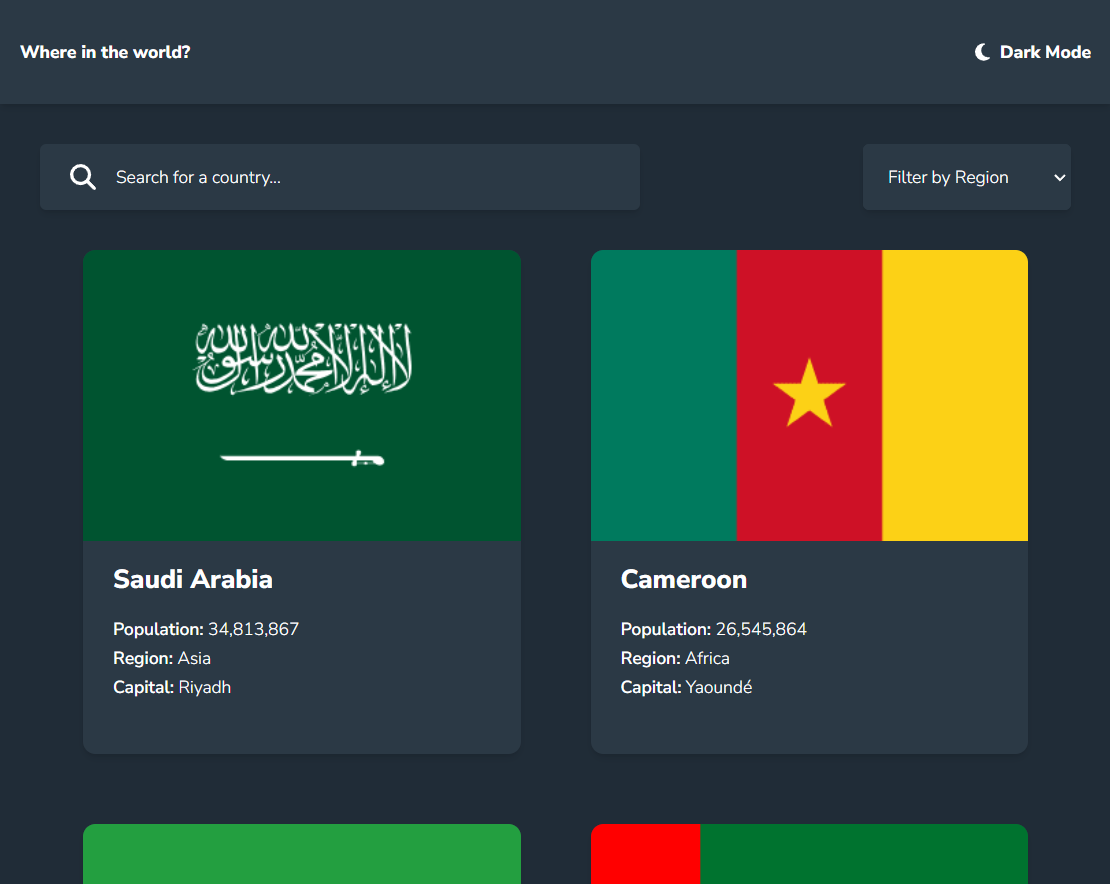 Where in the world?
Dark Mode
Search for a country...
Filter by Region
لا إله إلا الله محمد رسول الله
Saudi Arabia
Population: 34,813,867
Region: Asia
Capital: Riyadh
Cameroon
Population: 26,545,864
Region: Africa
Capital: Yaoundé